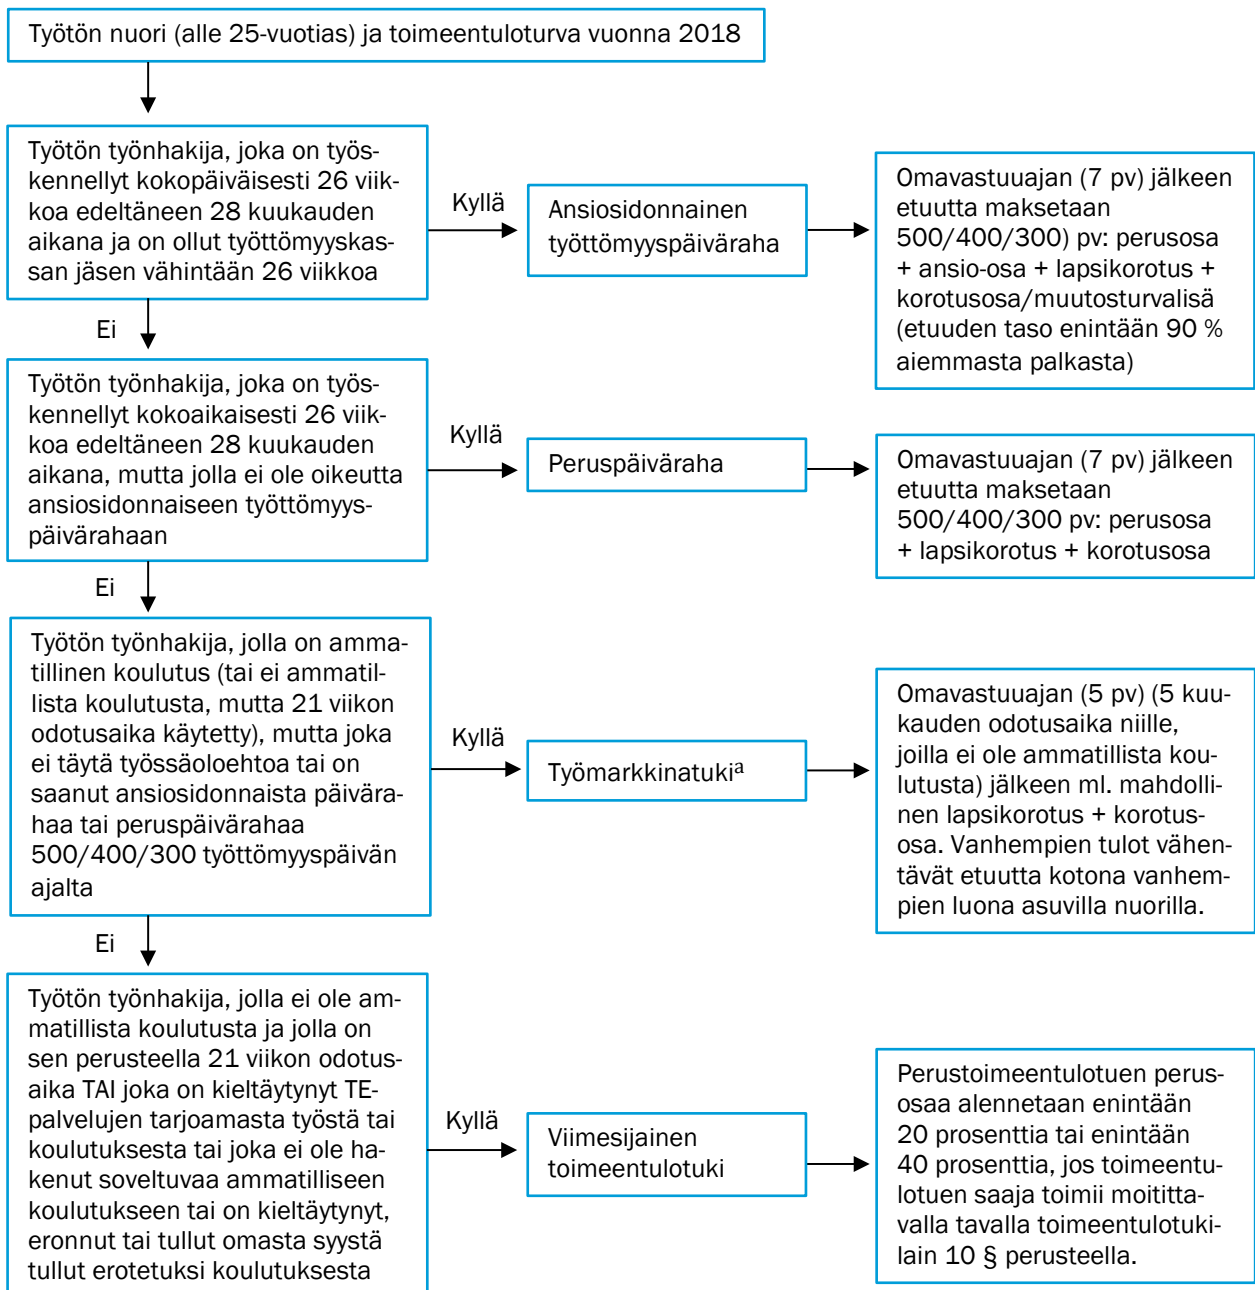 Työtön nuori (alle 25-vuotias) ja toimeentuloturva vuonna 2018
Työtön työnhakija, joka on työs-
kennellyt kokopäiväisesti 26 viik-
koa edeltäneen 28 kuukauden
aikana ja on ollut työttömyyskas-
san jäsen vähintään 26 viikkoa
Kyllä
Ansiosidonnainen
työttömyyspäiväraha
Omavastuuajan (7 pv) jälkeen
etuutta maksetaan
500/400/300) pv: perusosa
+ ansio-osa + lapsikorotus +
korotusosa/muutosturvalisä
(etuuden taso enintään 90 %
aiemmasta palkasta)
Ei
Työtön työnhakija, joka on työs-
kennellyt kokoaikaisesti 26 viik-
koa edeltäneen 28 kuukauden
aikana, mutta jolla ei ole oikeutta
ansiosidonnaiseen työttömyys-
päivärahaan
Kyllä
Peruspäiväraha
Omavastuuajan (7 pv) jälkeen
etuutta maksetaan
500/400/300 pv: perusosa
+ lapsikorotus + korotusosa
Ei
Työtön työnhakija, jolla on amma-
tillinen koulutus (tai ei ammatil-
lista koulutusta, mutta 21 viikon
odotusaika käytetty), mutta joka
ei täytä työssäoloehtoa tai on
saanut ansiosidonnaista päivära-
haa tai peruspäivärahaa
500/400/300 työttömyyspäivän
ajalta
Kyllä
Työmarkkinatukiᵃ
Omavastuuajan (5 pv) (5 kuu-
kauden odotusaika niille,
joilla ei ole ammatillista kou-
lutusta) jälkeen ml. mahdolli-
nen lapsikorotus + korotus-
osa. Vanhempien tulot vähen-
tävät etuutta kotona vanhem-
pien luona asuvilla nuorilla.
Ei
Työtön työnhakija, jolla ei ole am-
matillista koulutusta ja jolla on
sen perusteella 21 viikon odotus-
aika TAI joka on kieltäytynyt TE-
palvelujen tarjoamasta työstä tai
koulutuksesta tai joka ei ole ha-
kenut soveltuvaa ammatilliseen
koulutukseen tai on kieltäytynyt,
eronnut tai tullut omasta syystä
tullut erotetuksi koulutuksesta
Kyllä
Viimesijainen
toimeentulotuki
Perustoimeentulotuen perus-
osaa alennetaan enintään
20 prosenttia tai enintään
40 prosenttia, jos toimeentu-
lotuen saaja toimii moititta-
valla tavalla toimeentulotuki-
lain 10 § perusteella.